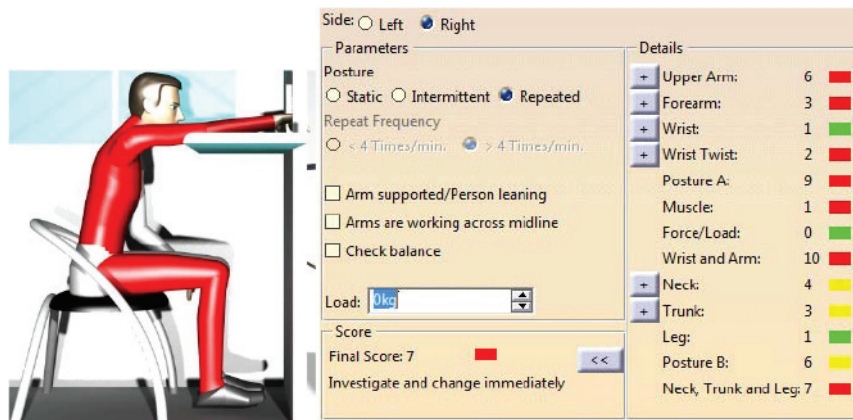 Side: Left Right
Parameters
Posture
Static Intermittent Repeated
Repeat Frequency
< 4 Times/min. > 4 Times/min.
Arm supported/Person leaning
Arms are working across midline
Check balance
Load: 0kg
Score
Final Score: 7
<<
Investigate and change immediately
Details
+ Upper Arm: 6
+ Forearm: 3
+ Wrist: 1
+ Wrist Twist: 2
Posture A: 9
Muscle: 1
Force/Load: 0
Wrist and Arm: 10
+ Neck: 4
+ Trunk: 3
Leg: 1
Posture B: 6
Neck, Trunk and Leg: 7